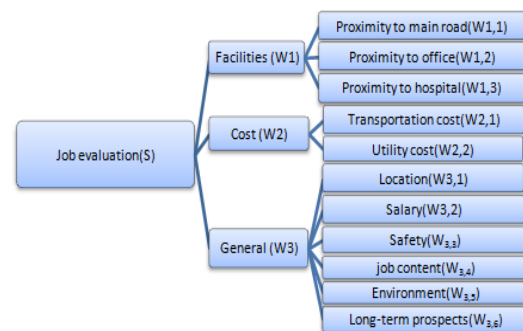 Job evaluation(S)
Facilities (W1)
Proximity to main road(W1,1)
Proximity to office(W1,2)
Proximity to hospital(W1,3)
Cost (W2)
Transportation cost(W2,1)
Utility cost(W2,2)
General (W3)
Location(W3,1)
Salary(W3,2)
Safety(W3,3)
job content(W3,4)
Environment(W3,5)
Long-term prospects(W3,6)